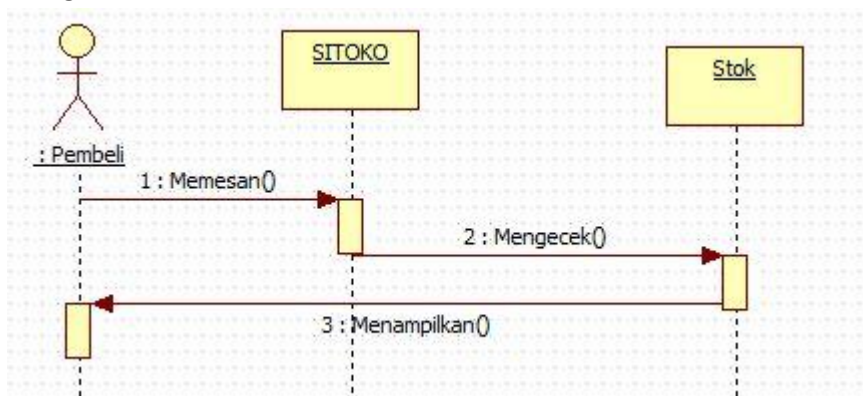 SITOKO
Stok
: Pembeli
1 : Memesan()
2 : Mengecek()
3 : Menampilkan()